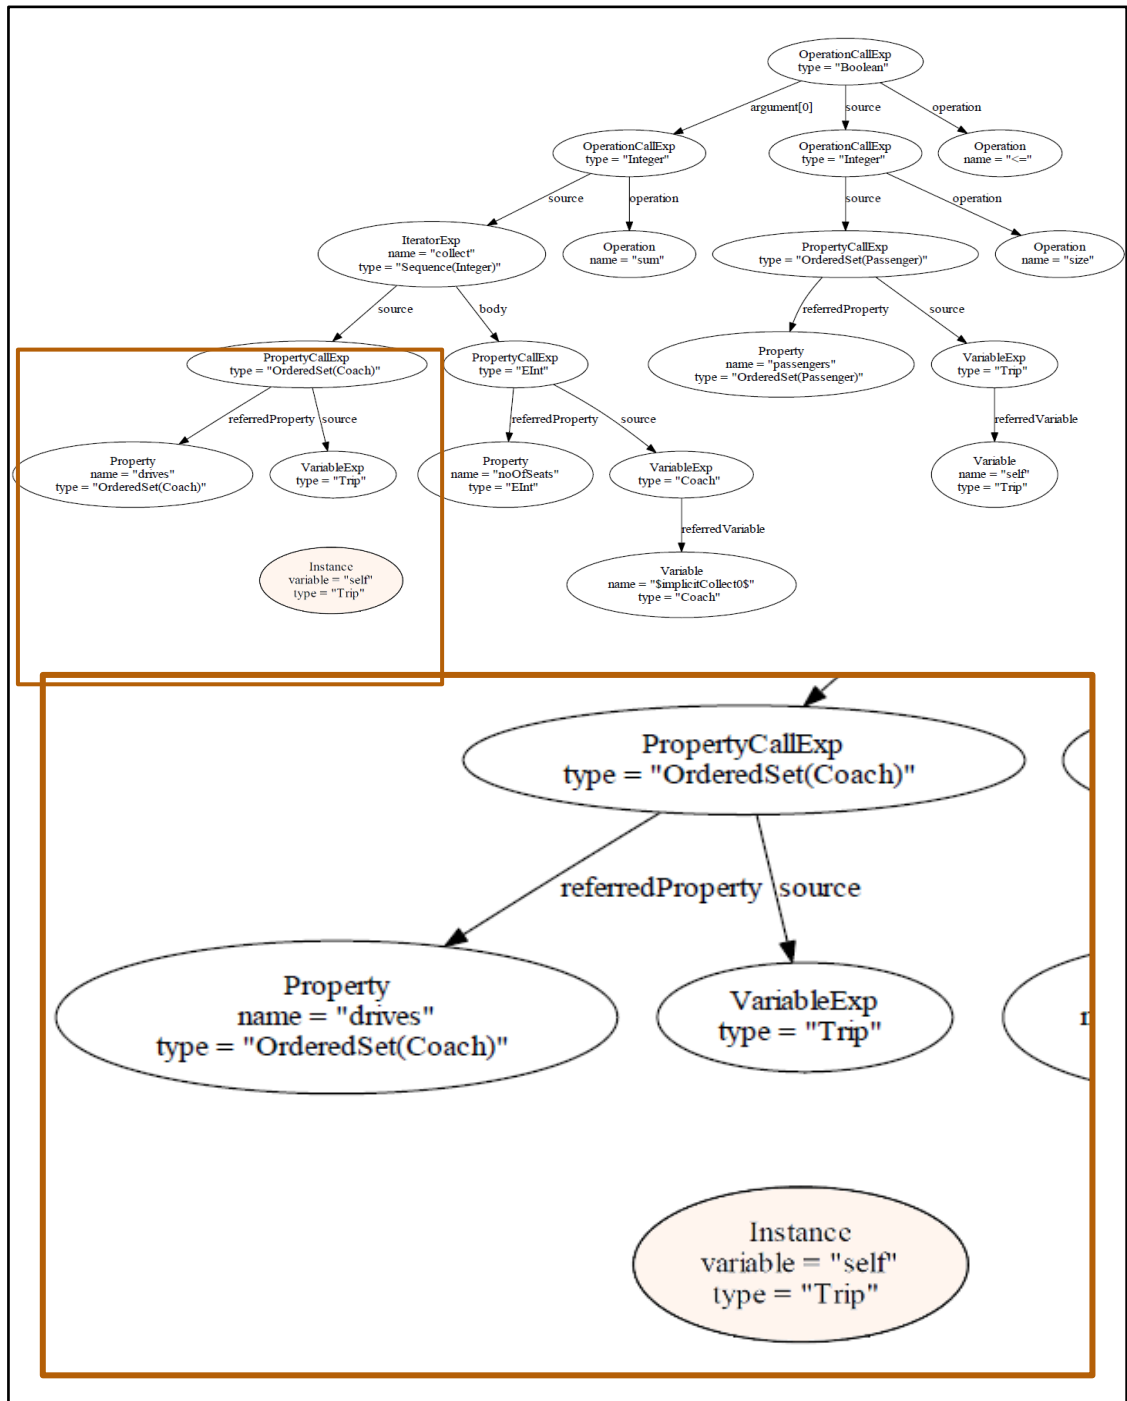 OperationCallExp
type = "Boolean"
argument[0]
source
operation
OperationCallExp
type = "Integer"
OperationCallExp
type = "Integer"
Operation
name = "<="
source
operation
source
operation
IteratorExp
name = "collect"
type = "Sequence(Integer)"
Operation
name = "sum"
PropertyCallExp
type = "OrderedSet(Passenger)"
Operation
name = "size"
source
body
referredProperty
source
PropertyCallExp
type = "OrderedSet(Coach)"
PropertyCallExp
type = "EInt"
Property
name = "passengers"
type = "OrderedSet(Passenger)"
VariableExp
type = "Trip"
referredProperty
source
referredProperty
source
referredVariable
Property
name = "drives"
type = "OrderedSet(Coach)"
VariableExp
type = "Trip"
Property
name = "noOfSeats"
type = "EInt"
VariableExp
type = "Coach"
Variable
name = "self"
type = "Trip"
referredVariable
Instance
variable = "self"
type = "Trip"
Variable
name = "$implicitCollect0$"
type = "Coach"
PropertyCallExp
type = "OrderedSet(Coach)"
referredProperty
source
Property
name = "drives"
type = "OrderedSet(Coach)"
VariableExp
type = "Trip"
Instance
variable = "self"
type = "Trip"